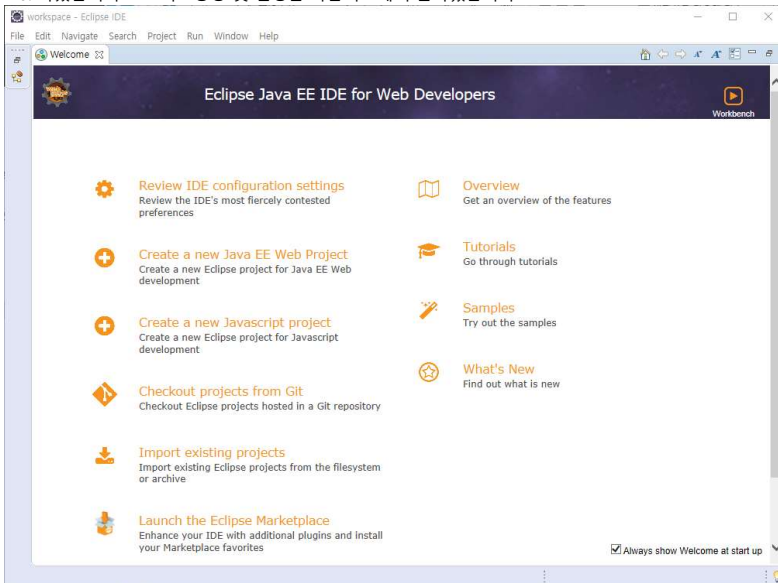 workspace - Eclipse IDE
File Edit Navigate Search Project Run Window Help
Welcome
Eclipse Java EE IDE for Web Developers
Workbench
Review IDE configuration settings
Review the IDE's most fiercely contested
preferences
Create a new Java EE Web Project
Create a new Eclipse project for Java EE Web
development
Create a new Javascript project
Create a new Eclipse project for Javascript
development
Checkout projects from Git
Checkout Eclipse projects hosted in a Git repository
Import existing projects
Import existing Eclipse projects from the filesystem
or archive
Launch the Eclipse Marketplace
Enhance your IDE with additional plugins and install
your Marketplace favorites
Overview
Get an overview of the features
Tutorials
Go through tutorials
Samples
Try out the samples
What's New
Find out what is new
Always show Welcome at start up